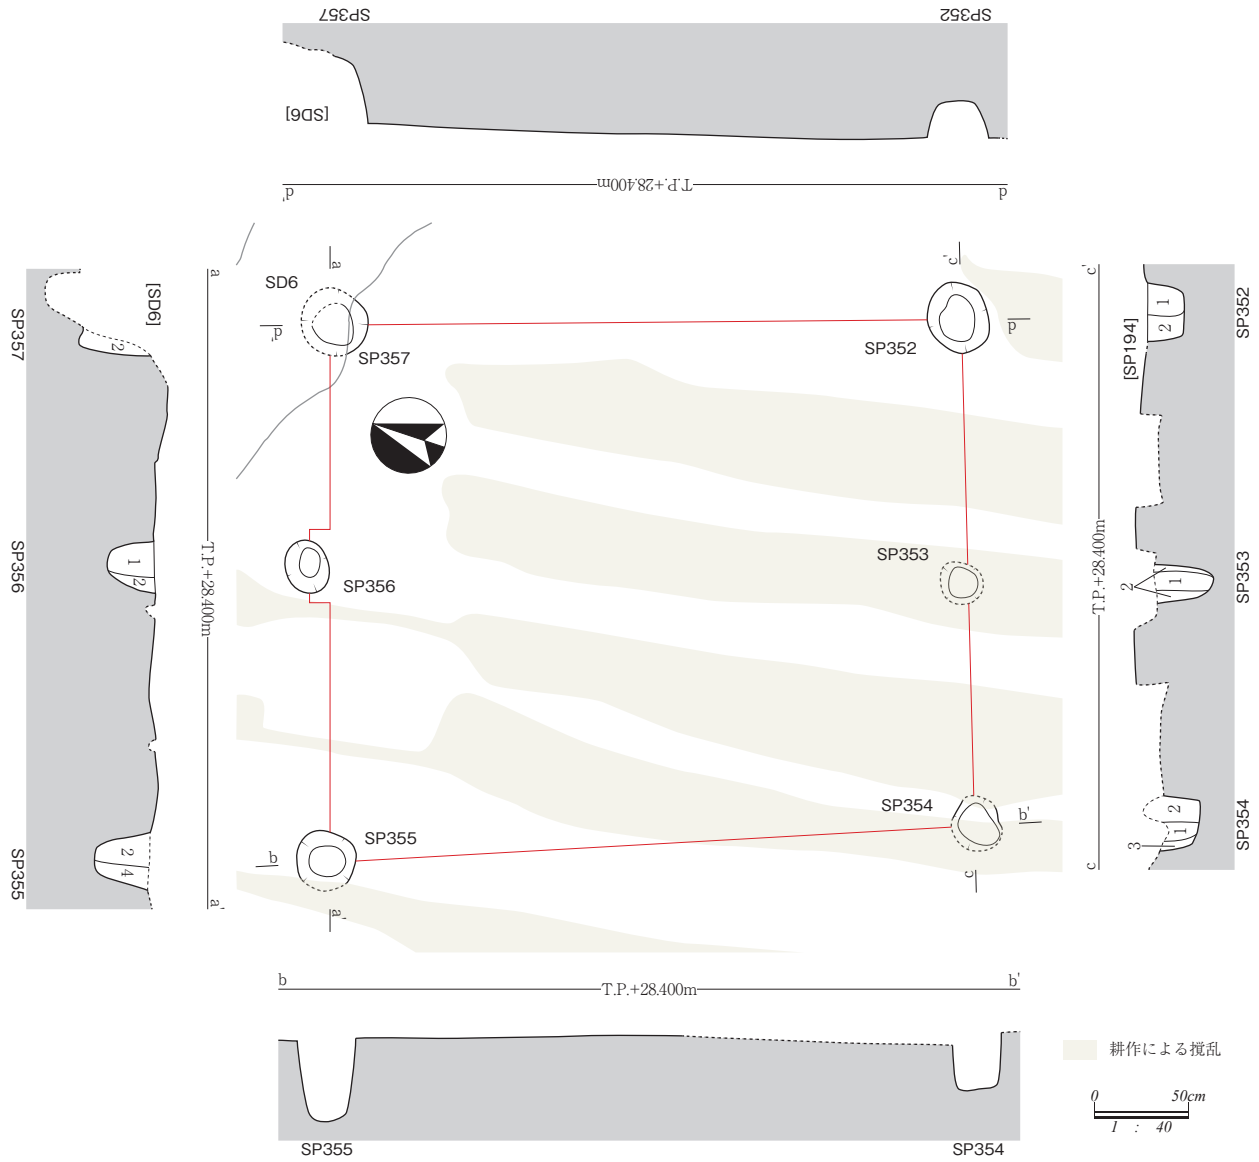 SP357
SP352
[SD6]
d'
T.P.+28.400m
d
SP357
[SD6]
2
SP356
1
2
SP355
2
4
a
T.P.+28.400m
a'
SD6
a
d'
SP357
c'
d
SP352
SP356
SP353
SP355
b
a'
SP354
b'
c
c'
T.P.+28.400m
c
[SP194]
1
2
SP352
2
1
SP353
2
1
3
SP354
b
T.P.+28.400m
b'
SP355
SP354
耕作による撹乱
0 50cm
1 : 40